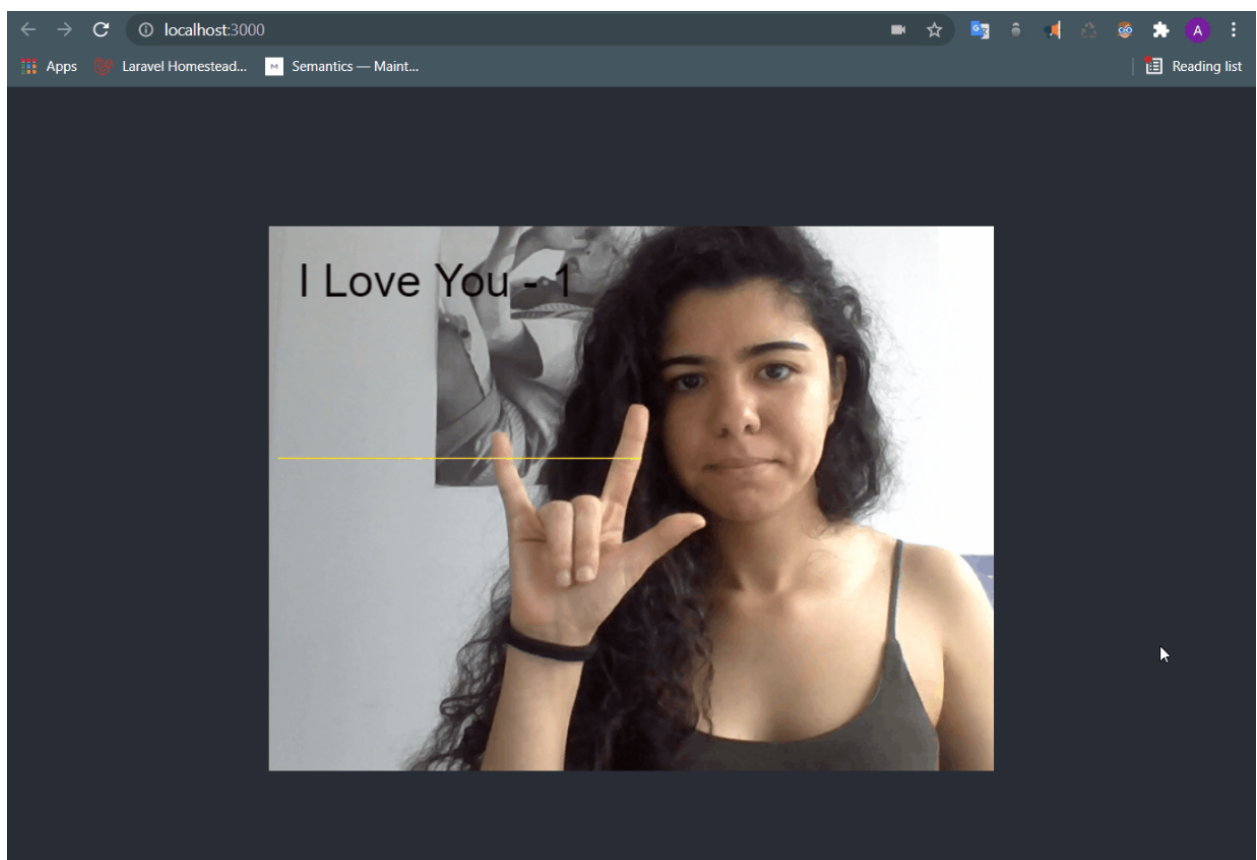 localhost:3000
A
Apps
Laravel Homestead...
M
Semantics — Maint...
Reading list
I Love You - 1